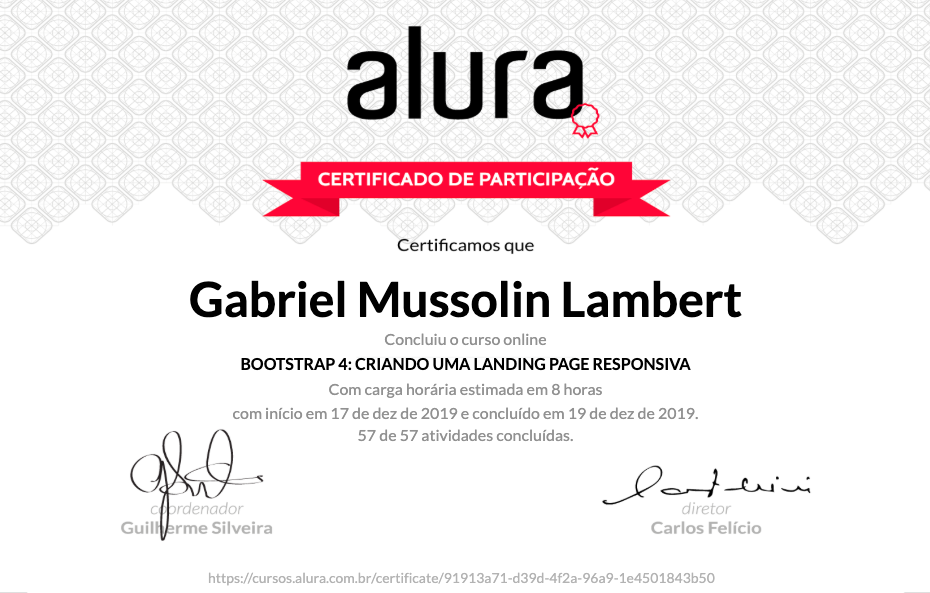 alura
CERTIFICADO DE PARTICIPAÇÃO
Certificamos que
Gabriel Mussolin Lambert
Concluiu o curso online
BOOTSTRAP 4: CRIANDO UMA LANDING PAGE RESPONSIVA
Com carga horária estimada em 8 horas
com início em 17 de dez de 2019 e concluído em 19 de dez de 2019.
57 de 57 atividades concluídas.
coordenador
Guilherme Silveira
diretor
Carlos Felício
https://cursos.alura.com.br/certificate/91913a71-d39d-4f2a-96a9-1e4501843b50